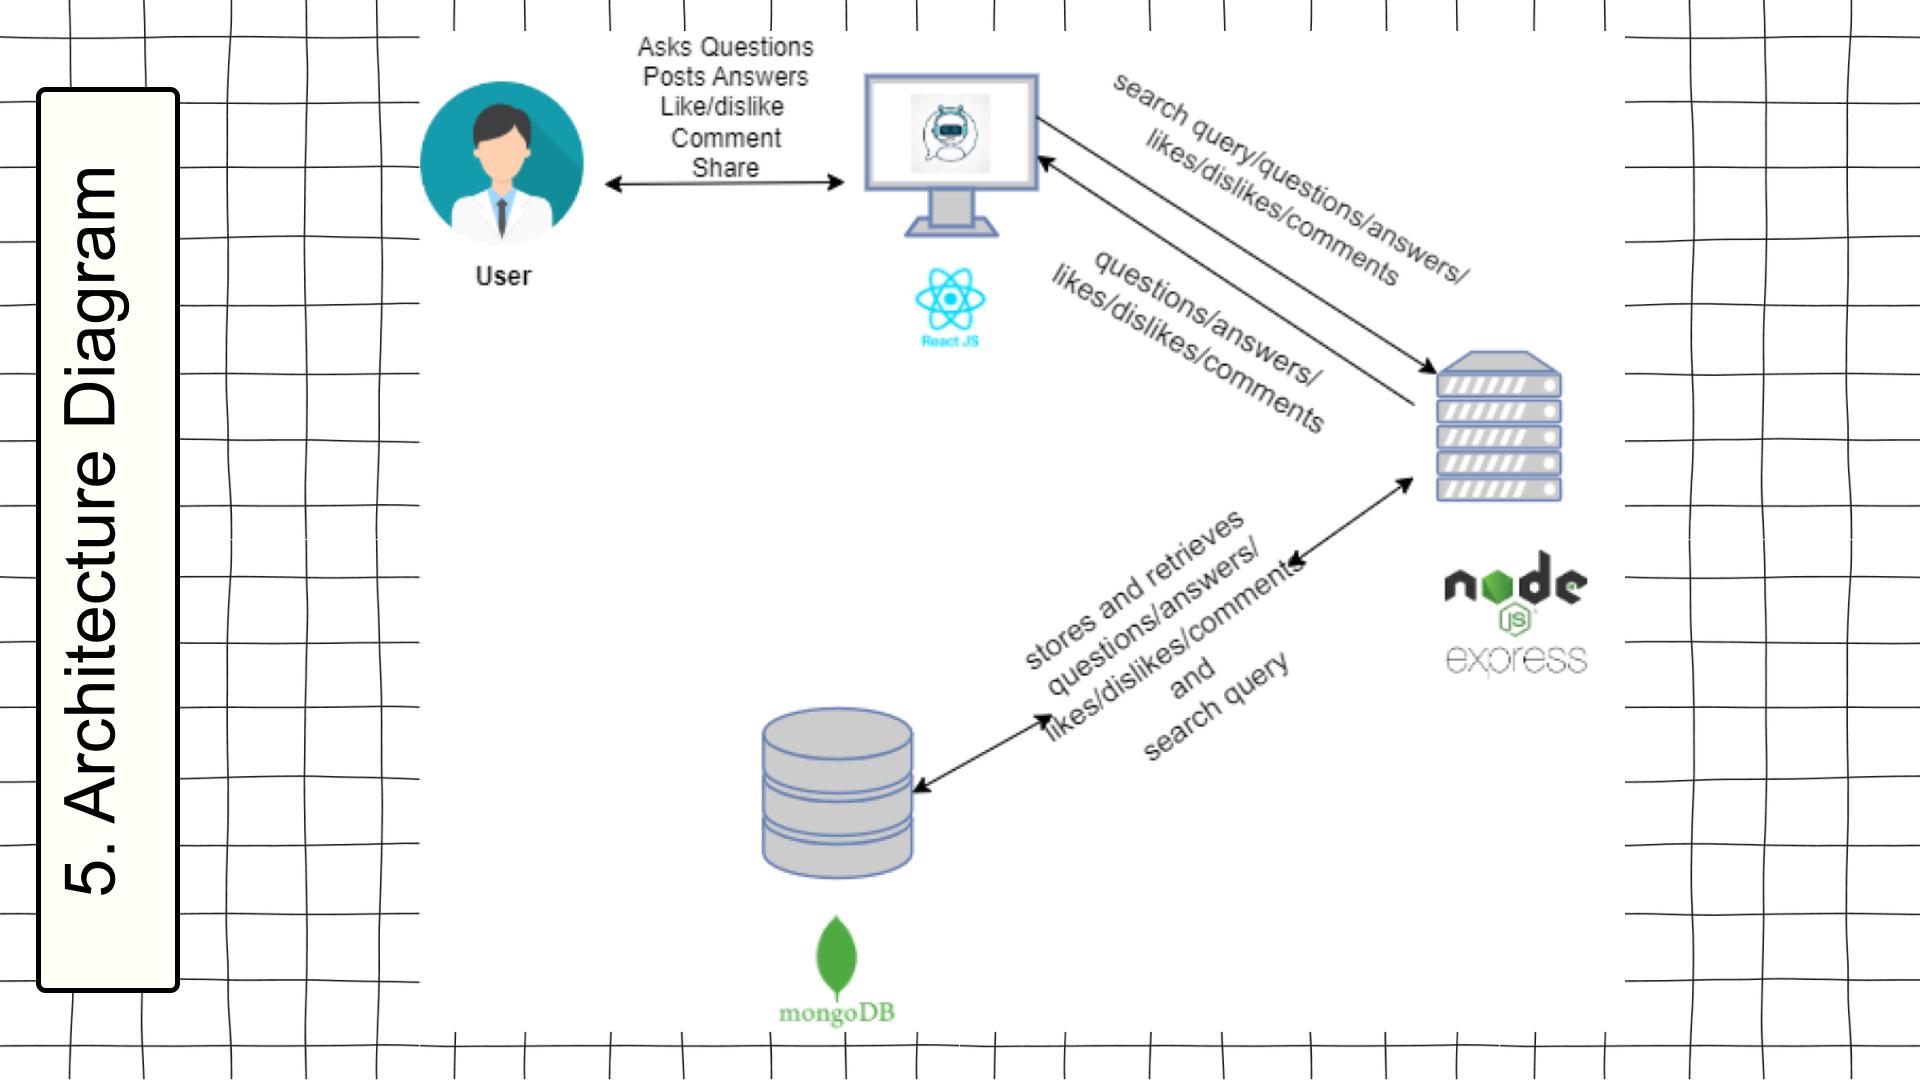 5. Architecture Diagram
Asks Questions
Posts Answers
Like/dislike
Comment
Share
User
React JS
search query/questions/answers/
likes/dislikes/comments
questions/answers/
likes/dislikes/comments
node
JS
express
stores and retrieves
questions/answers/
likes/dislikes/comments
and
search query
mongoDB